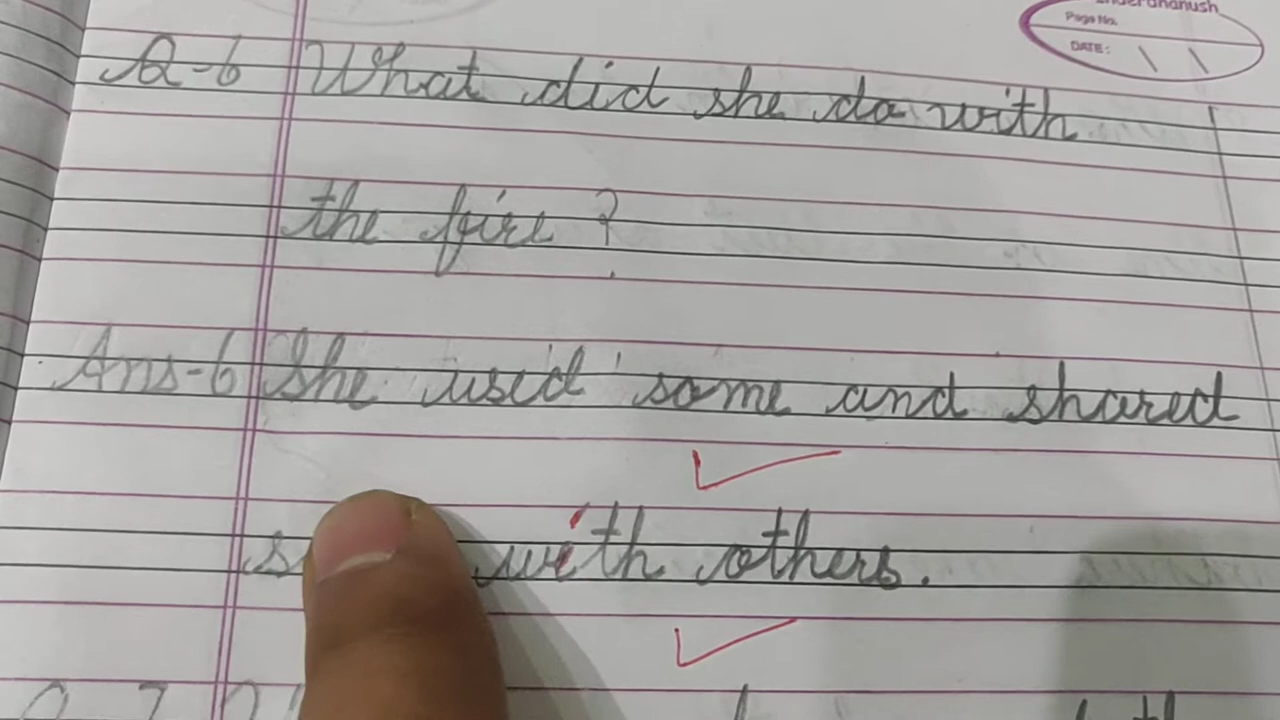 Page No.
DATE:
Q-6 What did she do with
the fire?
Ans-6 She used some and shared
with others.